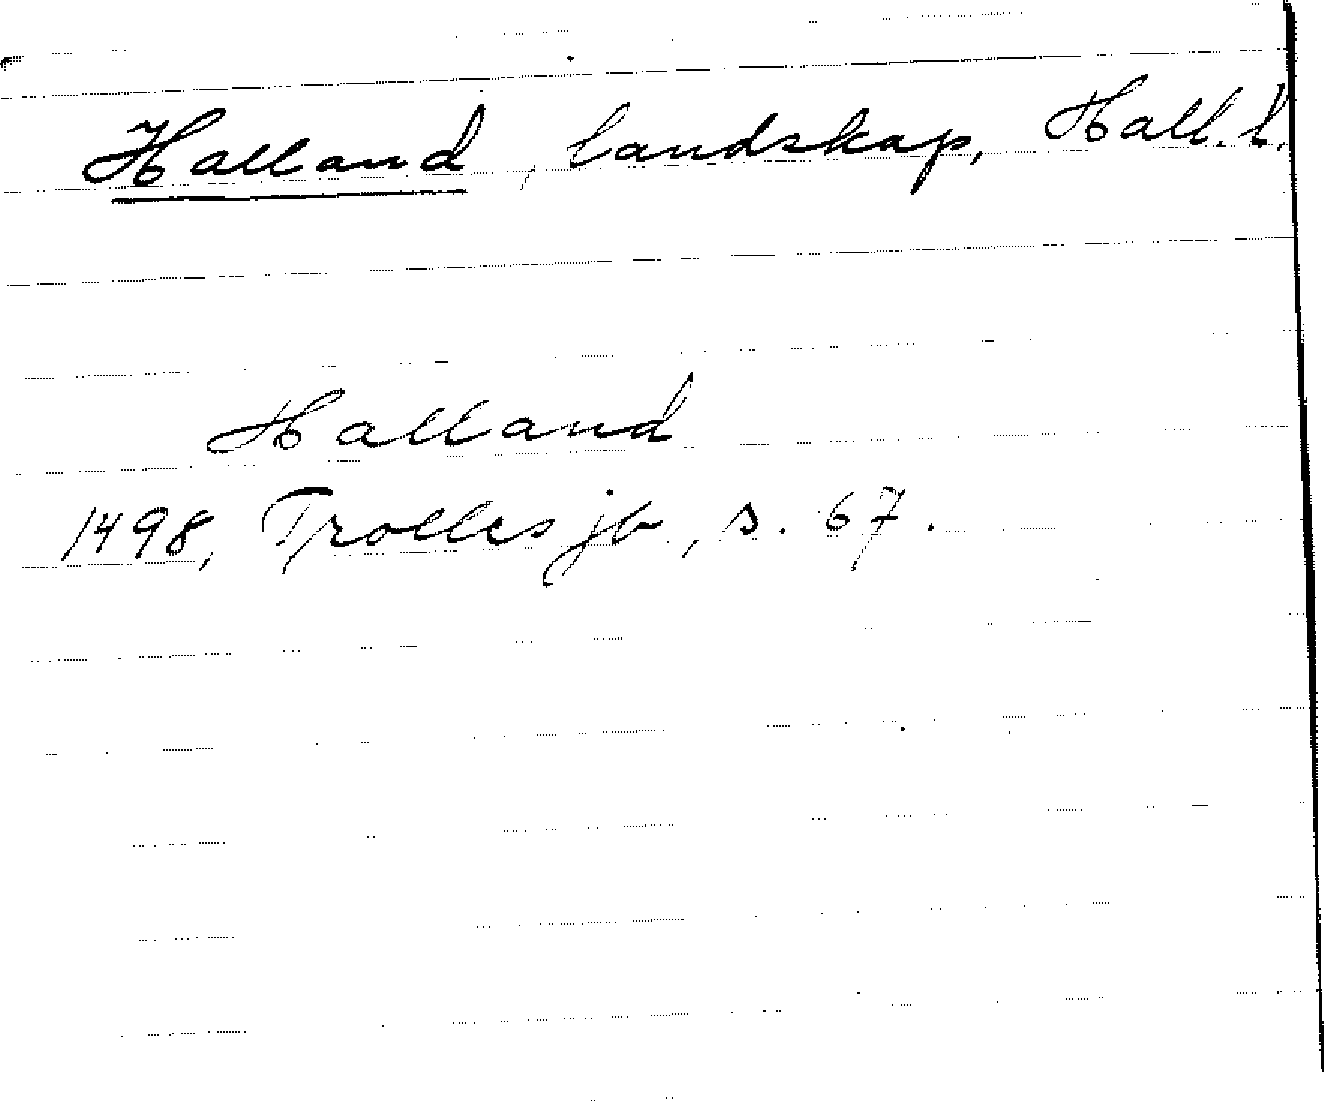 Halland, landskap, Hall. l.
Halland
1498, Trolles jb, s. 67.